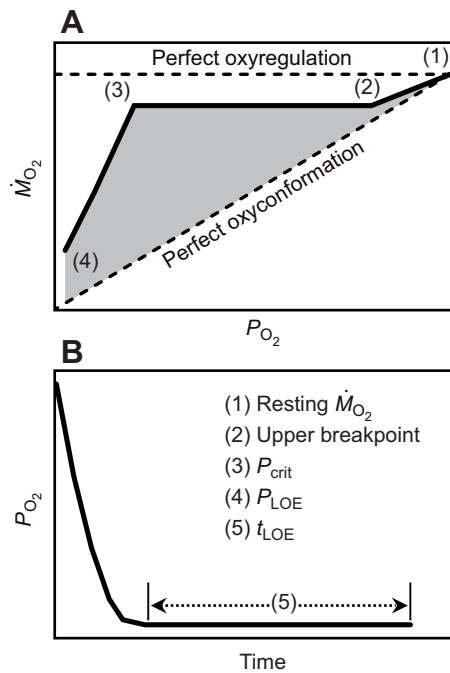 A
Perfect oxyregulation
(1)
(3)
(2)
(4)
Perfect oxyconformation
ṀO₂
PO₂
B
(1) Resting ṀO₂
(2) Upper breakpoint
(3) Pcrit
(4) PLOE
(5) tLOE
(5)
PO₂
Time